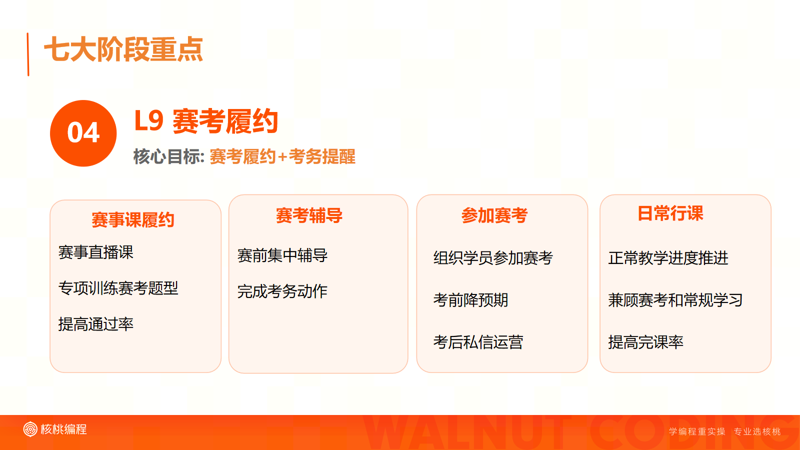 七大阶段重点
04
L9 赛考履约
核心目标: 赛考履约+考务提醒
赛事课履约
赛事直播课
专项训练赛考题型
提高通过率
赛考辅导
赛前集中辅导
完成考务动作
参加赛考
组织学员参加赛考
考前降预期
考后私信运营
日常行课
正常教学进度推进
兼顾赛考和常规学习
提高完课率
核桃编程
WALNUT CODING
学编程重实操 专业选核桃